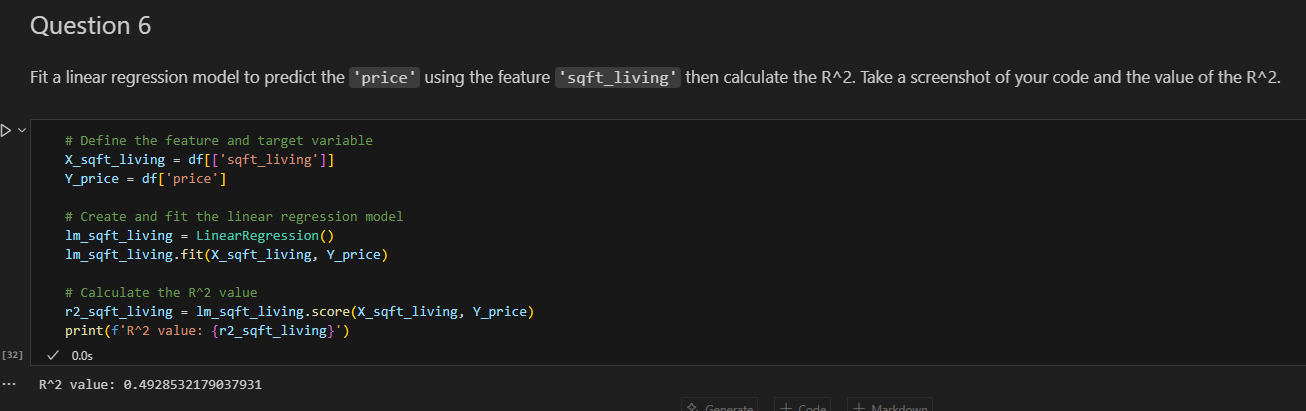 Question 6
Fit a linear regression model to predict the 'price' using the feature 'sqft_living' then calculate the R^2. Take a screenshot of your code and the value of the R^2.
# Define the feature and target variable
X_sqft_living = df[['sqft_living']]
Y_price = df['price']
# Create and fit the linear regression model
lm_sqft_living = LinearRegression()
lm_sqft_living.fit(X_sqft_living, Y_price)
# Calculate the R^2 value
r2_sqft_living = lm_sqft_living.score(X_sqft_living, Y_price)
print(f'R^2 value: {r2_sqft_living}')
[32] ✓ 0.0s
... R^2 value: 0.4928532179037931
Generate + Code + Markdown